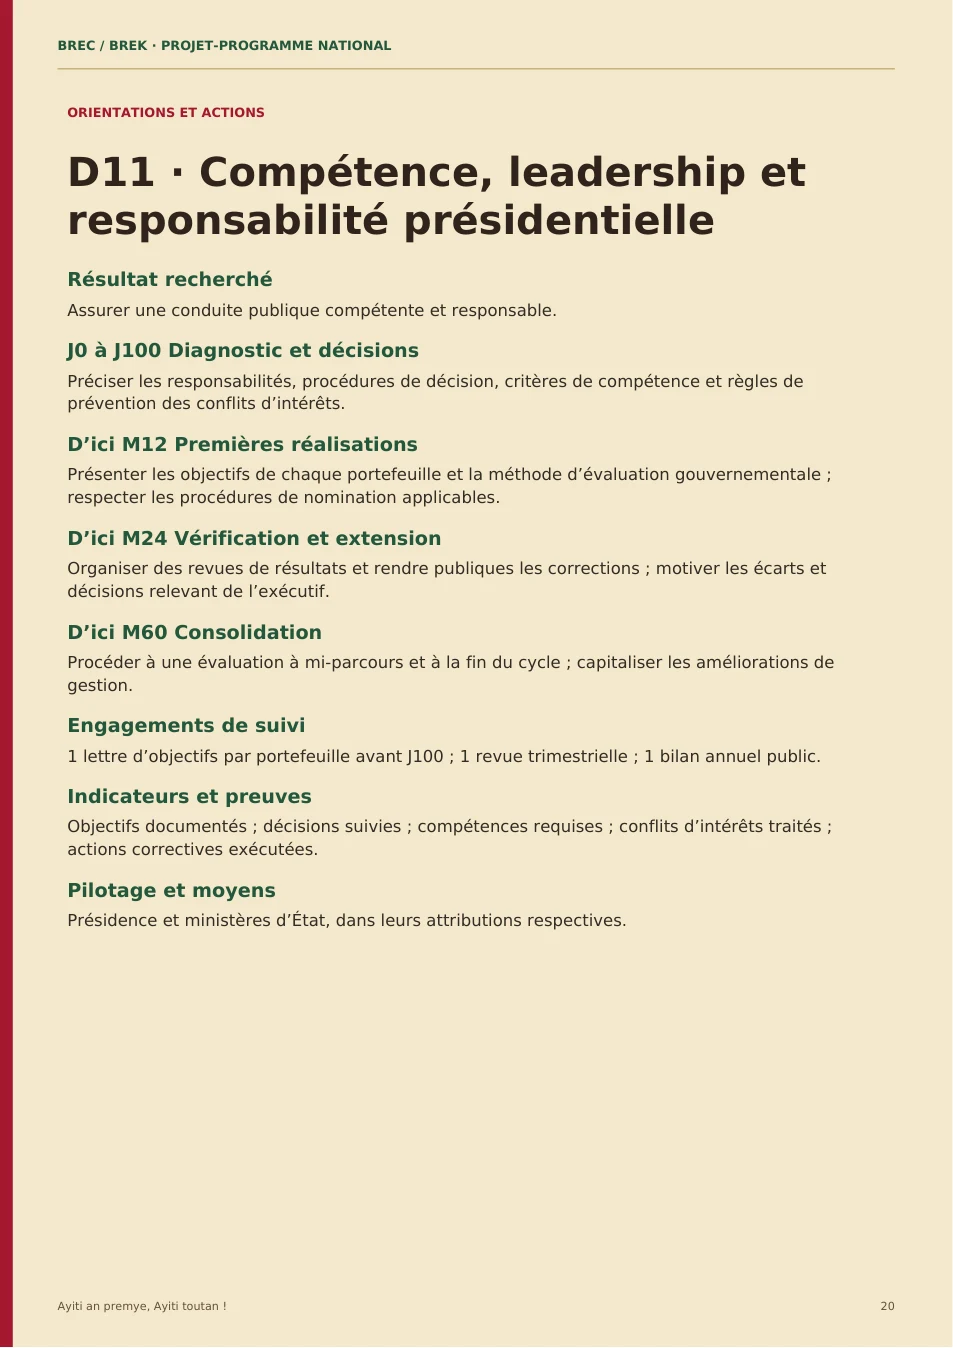 BREC / BREK · PROJET-PROGRAMME NATIONAL
ORIENTATIONS ET ACTIONS
D11 · Compétence, leadership et
responsabilité présidentielle
Résultat recherché
Assurer une conduite publique compétente et responsable.
J0 à J100 Diagnostic et décisions
Préciser les responsabilités, procédures de décision, critères de compétence et règles de
prévention des conflits d’intérêts.
D’ici M12 Premières réalisations
Présenter les objectifs de chaque portefeuille et la méthode d’évaluation gouvernementale ;
respecter les procédures de nomination applicables.
D’ici M24 Vérification et extension
Organiser des revues de résultats et rendre publiques les corrections ; motiver les écarts et
décisions relevant de l’exécutif.
D’ici M60 Consolidation
Procéder à une évaluation à mi-parcours et à la fin du cycle ; capitaliser les améliorations de
gestion.
Engagements de suivi
1 lettre d’objectifs par portefeuille avant J100 ; 1 revue trimestrielle ; 1 bilan annuel public.
Indicateurs et preuves
Objectifs documentés ; décisions suivies ; compétences requises ; conflits d’intérêts traités ;
actions correctives exécutées.
Pilotage et moyens
Présidence et ministères d’État, dans leurs attributions respectives.
Ayiti an premye, Ayiti toutan !
20